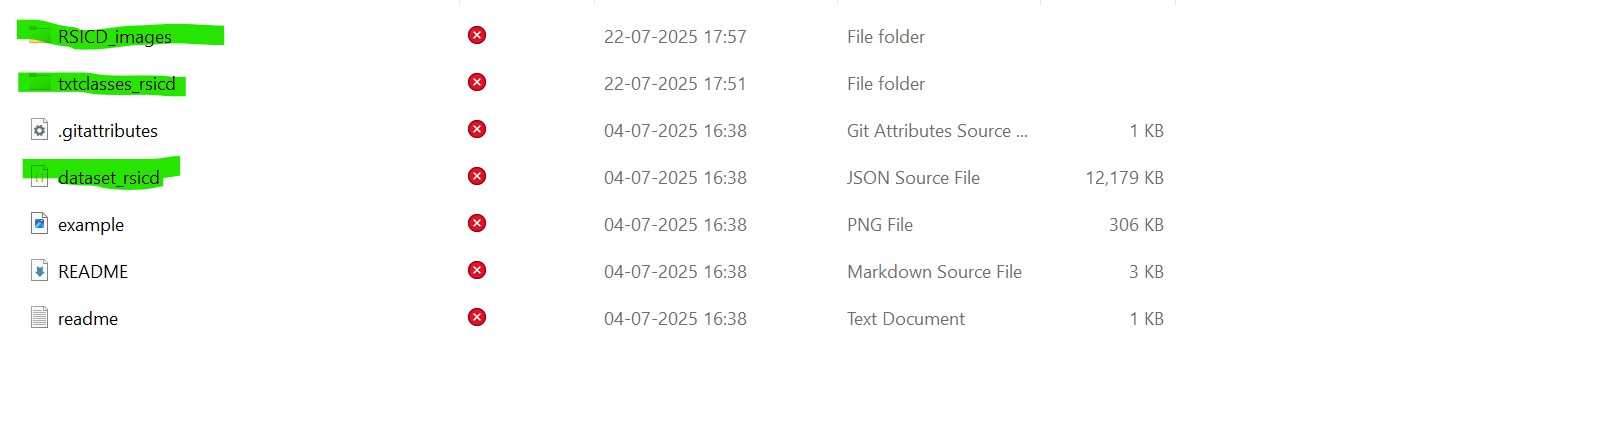 RSICD_images 22-07-2025 17:57 File folder
txtclasses_rsicd 22-07-2025 17:51 File folder
.gitattributes 04-07-2025 16:38 Git Attributes Source ... 1 KB
dataset_rsicd 04-07-2025 16:38 JSON Source File 12,179 KB
example 04-07-2025 16:38 PNG File 306 KB
README 04-07-2025 16:38 Markdown Source File 3 KB
readme 04-07-2025 16:38 Text Document 1 KB